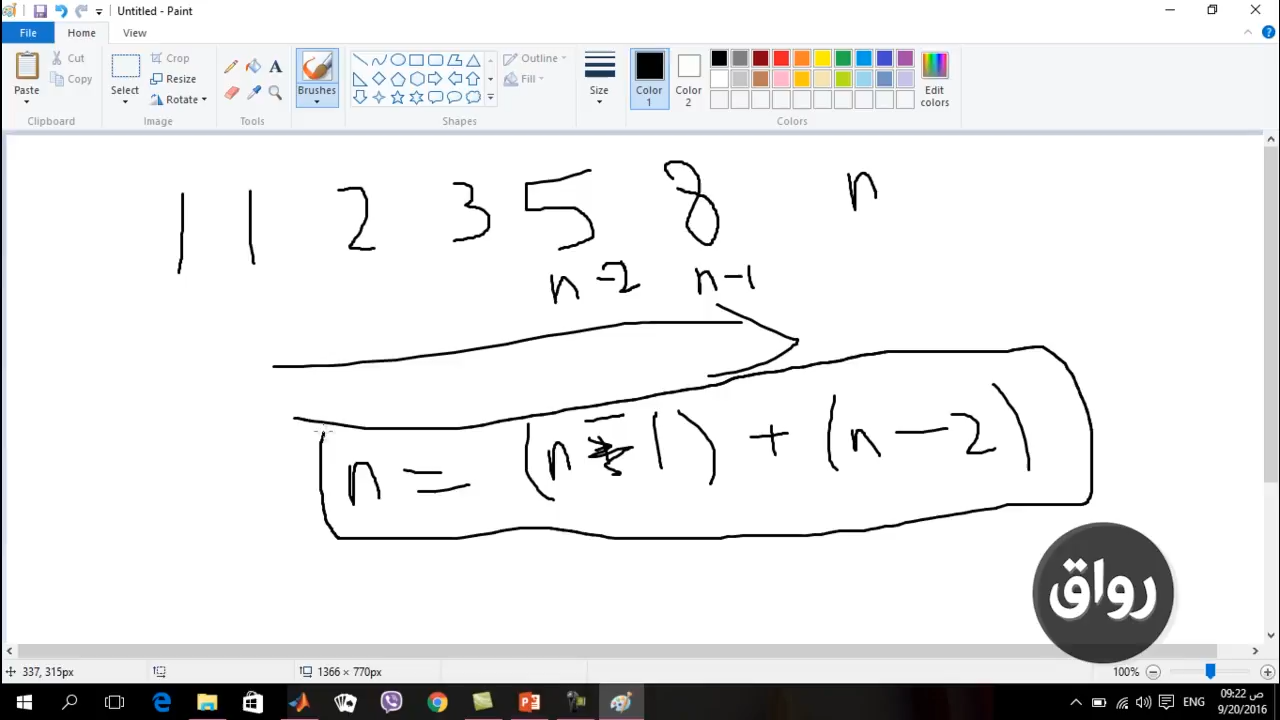 Untitled - Paint
File Home View
Paste Cut Copy Select Crop Resize Rotate Brushes Outline Fill Size Color 1 Color 2 Edit colors
Clipboard Image Tools Shapes Colors
1 1 2 3 5 8 n
n-2 n-1
n = (n - 1) + (n - 2)
رواق
337, 315px 1366 × 770px 100%
ENG 09:22 ص
9/20/2016